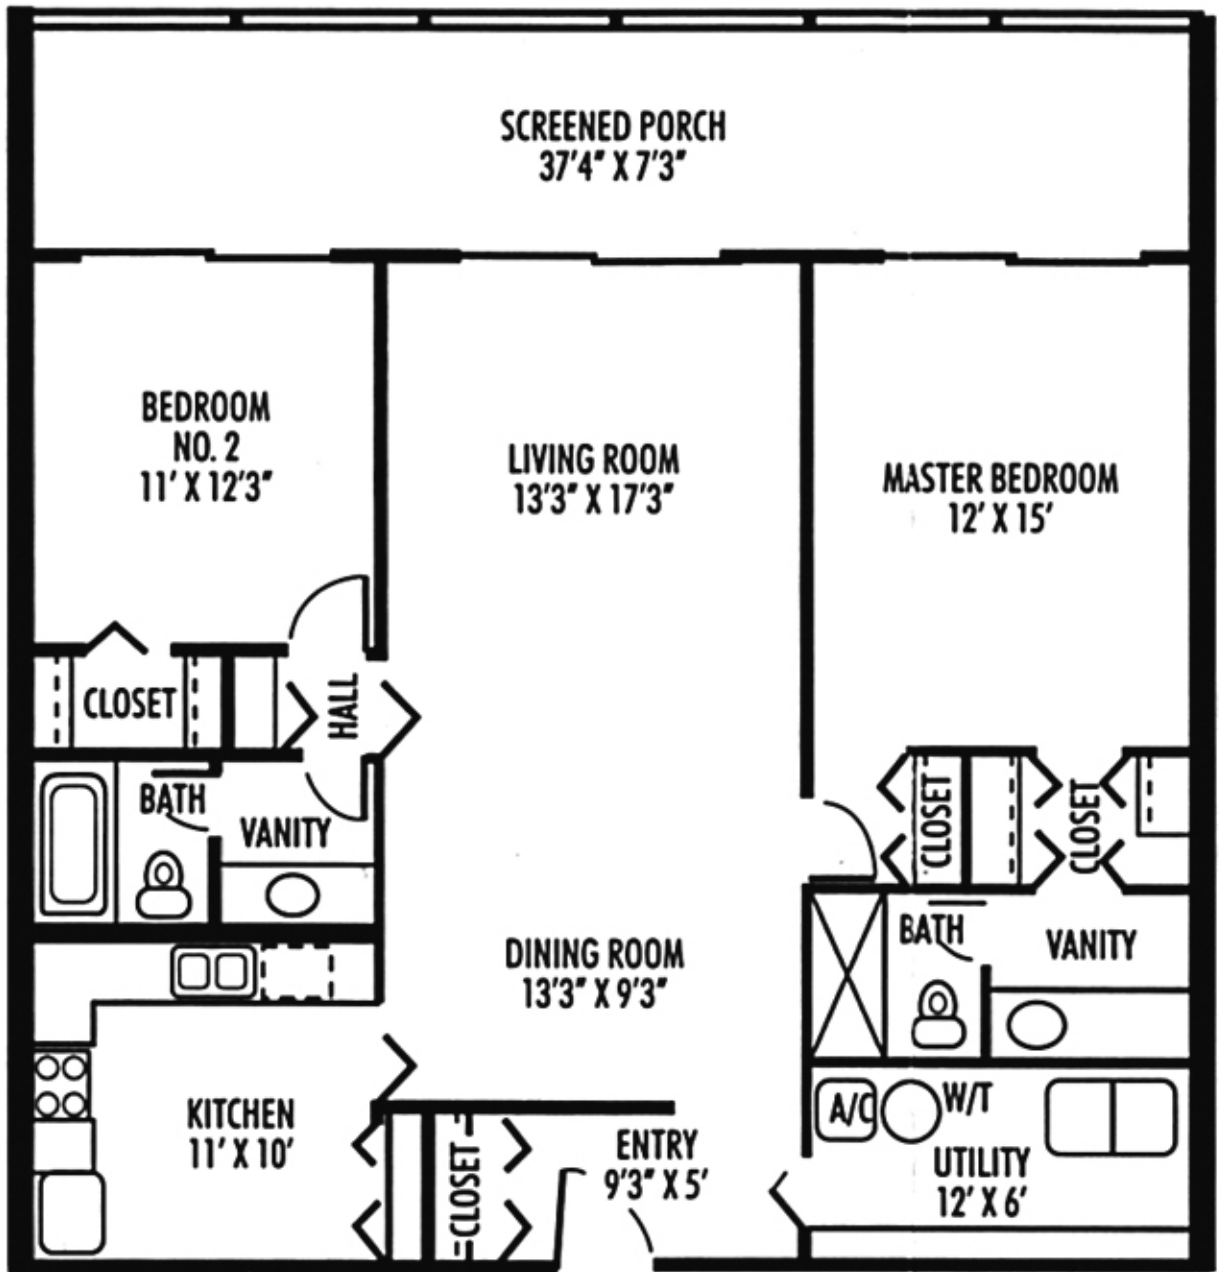 SCREENED PORCH
37'4" X 7'3"
BEDROOM
NO. 2
11' X 12'3"
LIVING ROOM
13'3" X 17'3"
MASTER BEDROOM
12' X 15'
CLOSET
HALL
BATH
VANITY
CLOSET
CLOSET
DINING ROOM
13'3" X 9'3"
BATH
VANITY
KITCHEN
11' X 10'
CLOSET
ENTRY
9'3" X 5'
A/C
W/T
UTILITY
12' X 6'